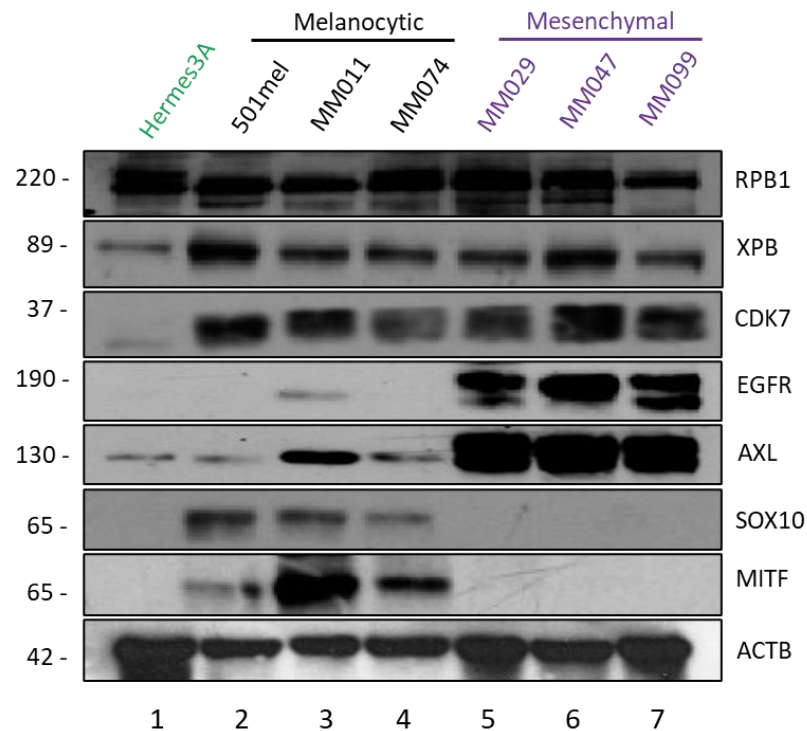 Melanocytic Mesenchymal
Hermes3A 501mel MM011 MM074 MM029 MM047 MM099
220 - RPB1
89 - XPB
37 - CDK7
190 - EGFR
130 - AXL
65 - SOX10
65 - MITF
42 - ACTB
1 2 3 4 5 6 7